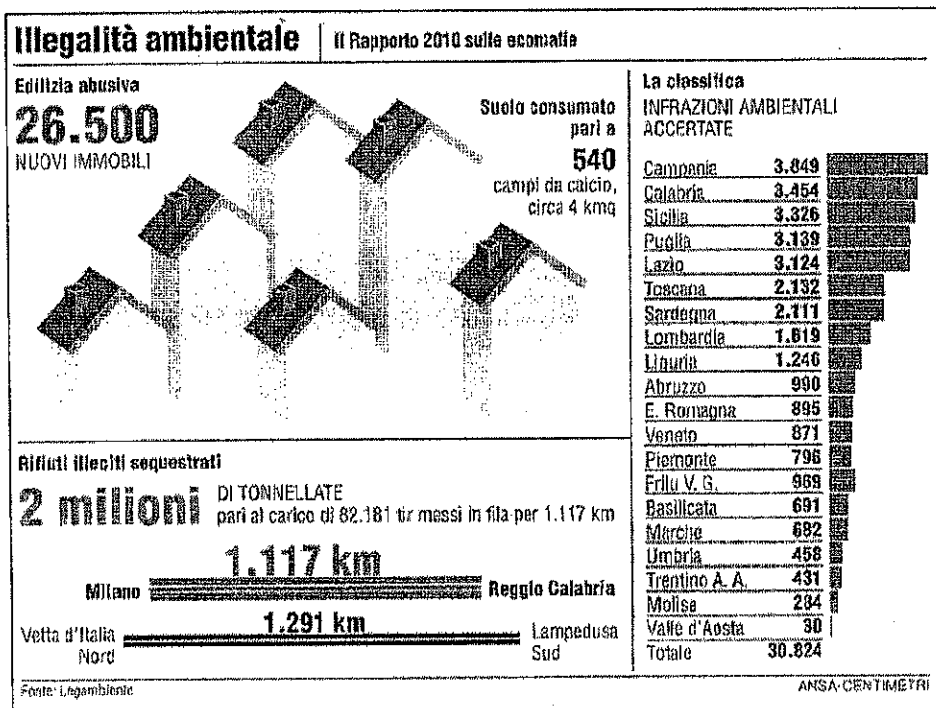 Illegalità ambientale
Il Rapporto 2010 sulle ecomafie
Edilizia abusiva
26.500
NUOVI IMMOBILI
Suolo consumato
pari a
540
campi da calcio,
circa 4 kmq
Rifiuti illeciti sequestrati
2 milioni
DI TONNELLATE
pari al carico di 82.181 tir messi in fila per 1.117 km
1.117 km
Milano
Reggio Calabria
1.291 km
Vetta d'Italia
Nord
Lampedusa
Sud
La classifica
INFRAZIONI AMBIENTALI
ACCERTATE
Campania 3.849
Calabria 3.454
Sicilia 3.326
Puglia 3.139
Lazio 3.124
Toscana 2.132
Sardegna 2.111
Lombardia 1.619
Liguria 1.246
Abruzzo 990
E. Romagna 895
Veneto 871
Piemonte 796
Frilu V. G. 969
Basilicata 691
Marche 682
Umbria 458
Trentino A. A. 431
Molise 284
Valle d'Aosta 30
Totale 30.824
Fonte: Legambiente
ANSA-CENTIMETRI